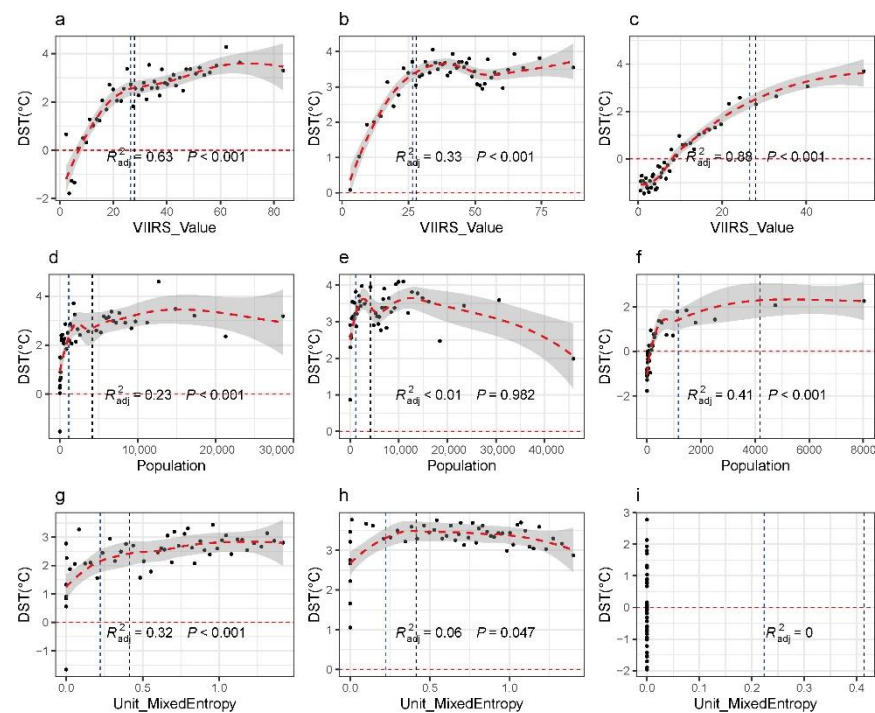 a
DST(°C)
4
2
0
−2
R²adj = 0.63 P < 0.001
0 20 40 60 80
VIIRS_Value
b
DST(°C)
4
3
2
1
0
R²adj = 0.33 P < 0.001
0 25 50 75
VIIRS_Value
c
DST(°C)
4
2
0
R²adj = 0.88 P < 0.001
0 20 40
VIIRS_Value
d
DST(°C)
4
2
0
R²adj = 0.23 P < 0.001
0 10,000 20,000 30,000
Population
e
DST(°C)
4
3
2
1
0
R²adj < 0.01 P = 0.982
0 10,000 20,000 30,000 40,000
Population
f
DST(°C)
2
0
−2
R²adj = 0.41 P < 0.001
0 2000 4000 6000 8000
Population
g
DST(°C)
3
2
1
0
−1
R²adj = 0.32 P < 0.001
0.0 0.5 1.0
Unit_MixedEntropy
h
DST(°C)
3
2
1
0
R²adj = 0.06 P = 0.047
0.0 0.5 1.0
Unit_MixedEntropy
i
DST(°C)
3
2
1
0
−1
−2
R²adj = 0
0.0 0.1 0.2 0.3 0.4
Unit_MixedEntropy